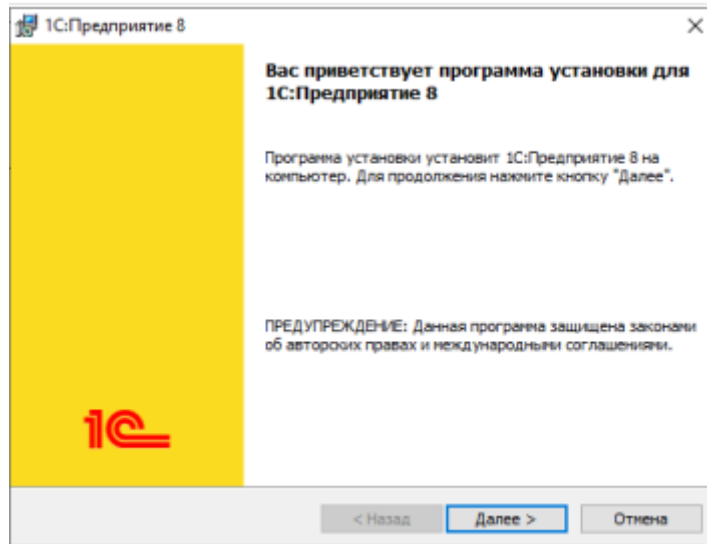 1С:Предприятие 8
Вас приветствует программа установки для
1С:Предприятие 8
Программа установки установит 1С:Предприятие 8 на
компьютер. Для продолжения нажмите кнопку "Далее".
ПРЕДУПРЕЖДЕНИЕ: Данная программа защищена законами
об авторских правах и международными соглашениями.
1С
< Назад Далее > Отмена